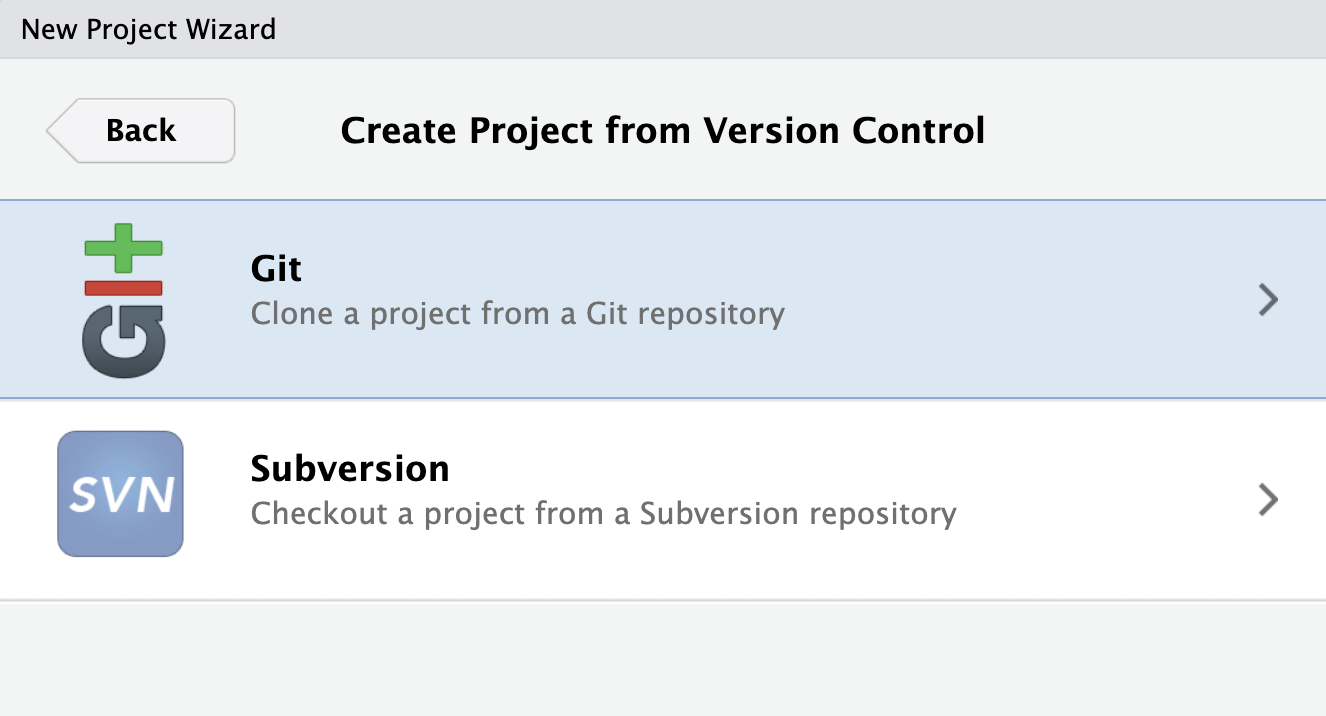 New Project Wizard
Back
Create Project from Version Control
Git
Git
Clone a project from a Git repository
SVN
Subversion
Checkout a project from a Subversion repository